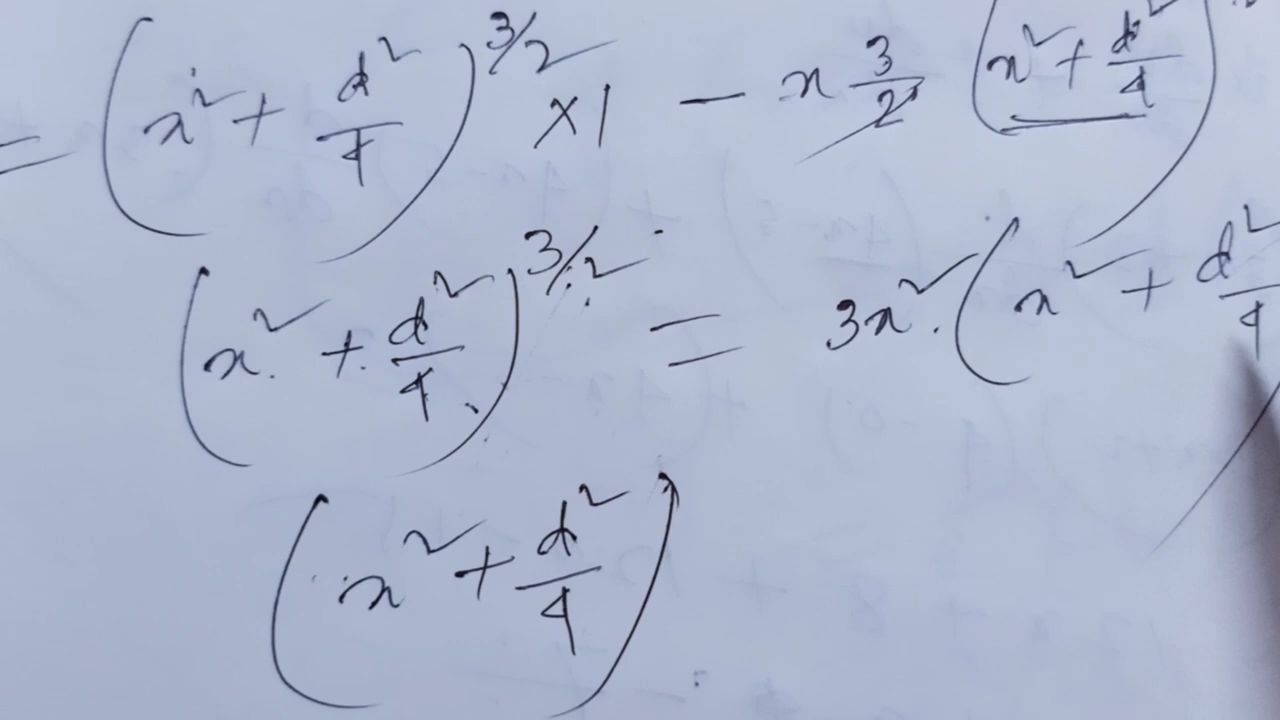 = (x² + d²/4)^3/2 × 1 - x 3/2 (x² + d²/4)
(x² + d²/4)^3/2 = 3x² . (x² + d²/4
(x² + d²/4)